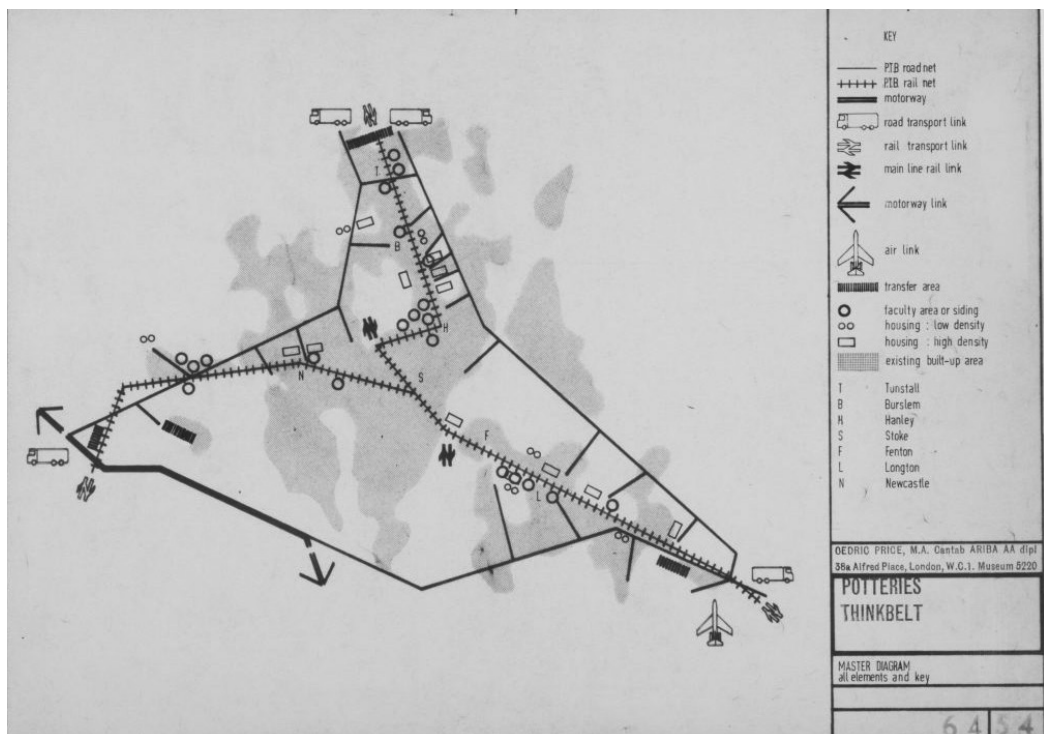 KEY
PTB road net
PTB rail net
motorway
road transport link
rail transport link
main line rail link
motorway link
air link
transfer area
faculty area or siding
housing : low density
housing : high density
existing built-up area
T Tunstall
B Burslem
H Hanley
S Stoke
F Fenton
L Longton
N Newcastle
CEDRIC PRICE, M.A. Cantab ARIBA AA dipl
38a Alfred Place, London, W.C.1. Museum 5220
POTTERIES
THINKBELT
MASTER DIAGRAM
all elements and key
64 54
T
B
H
N
S
F
L